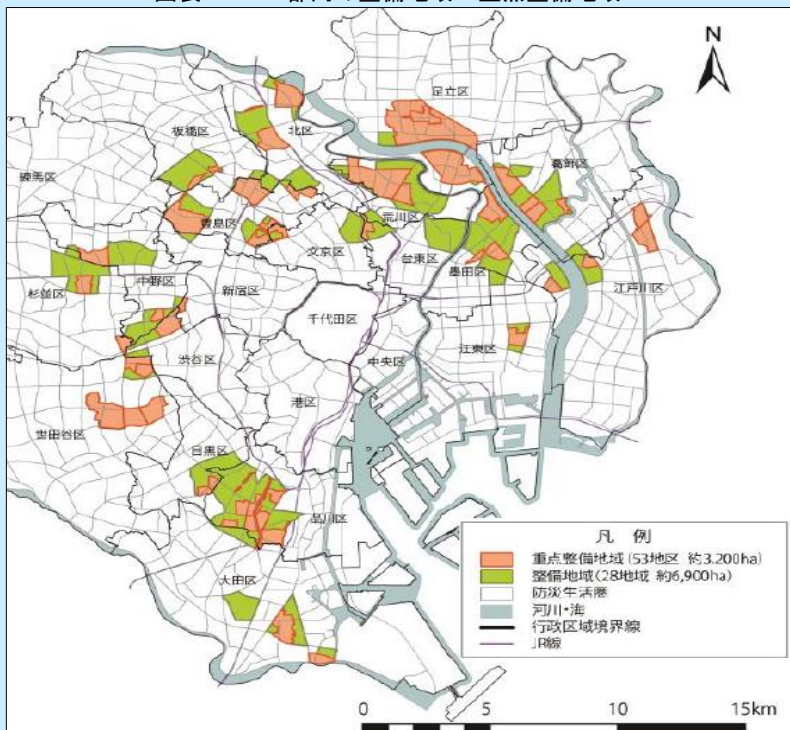 N
足立区
板橋区
北区
葛飾区
練馬区
豊島区
荒川区
文京区
台東区
墨田区
中野区
新宿区
江戸川区
杉並区
千代田区
渋谷区
中央区
江東区
港区
世田谷区
目黒区
品川区
大田区
凡 例
重点整備地域(53地区 約3,200ha)
整備地域(28地域 約6,900ha)
防災生活圏
河川・海
行政区域境界線
JR線
0 5 10 15km